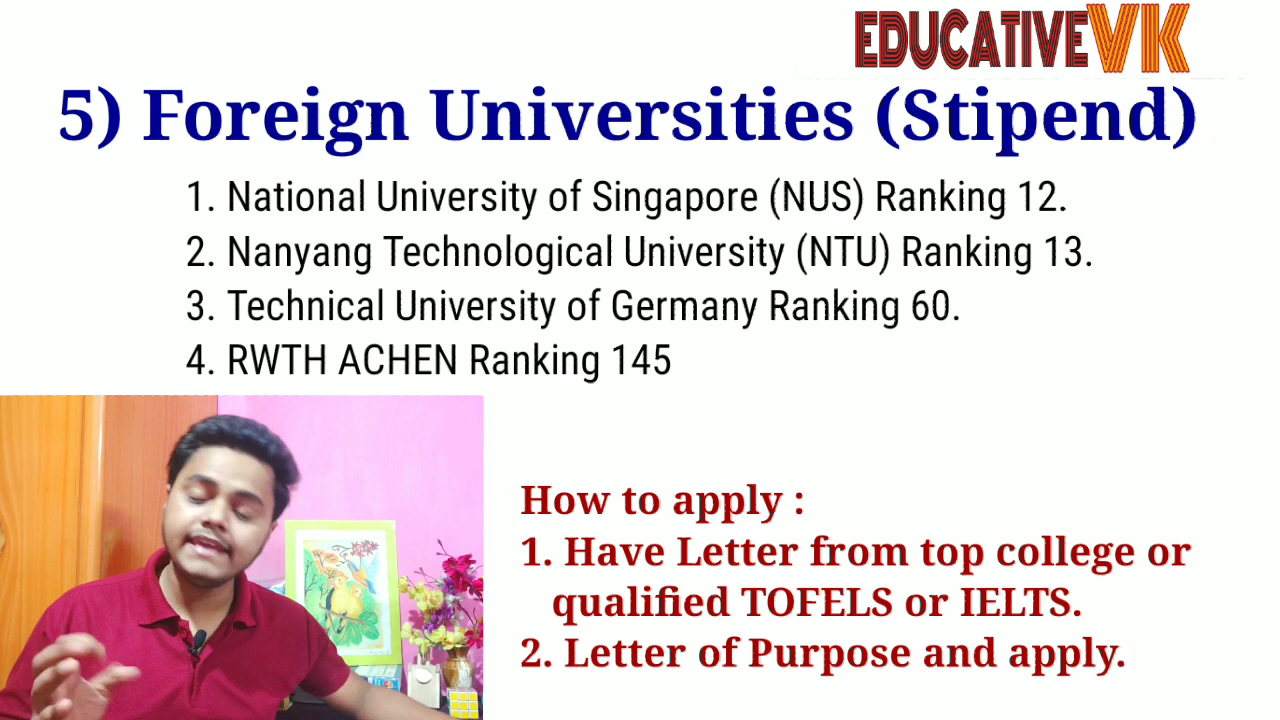 EDUCATIVEVK
5) Foreign Universities (Stipend)
1. National University of Singapore (NUS) Ranking 12.
2. Nanyang Technological University (NTU) Ranking 13.
3. Technical University of Germany Ranking 60.
4. RWTH ACHEN Ranking 145
How to apply :
1. Have Letter from top college or
qualified TOFELS or IELTS.
2. Letter of Purpose and apply.